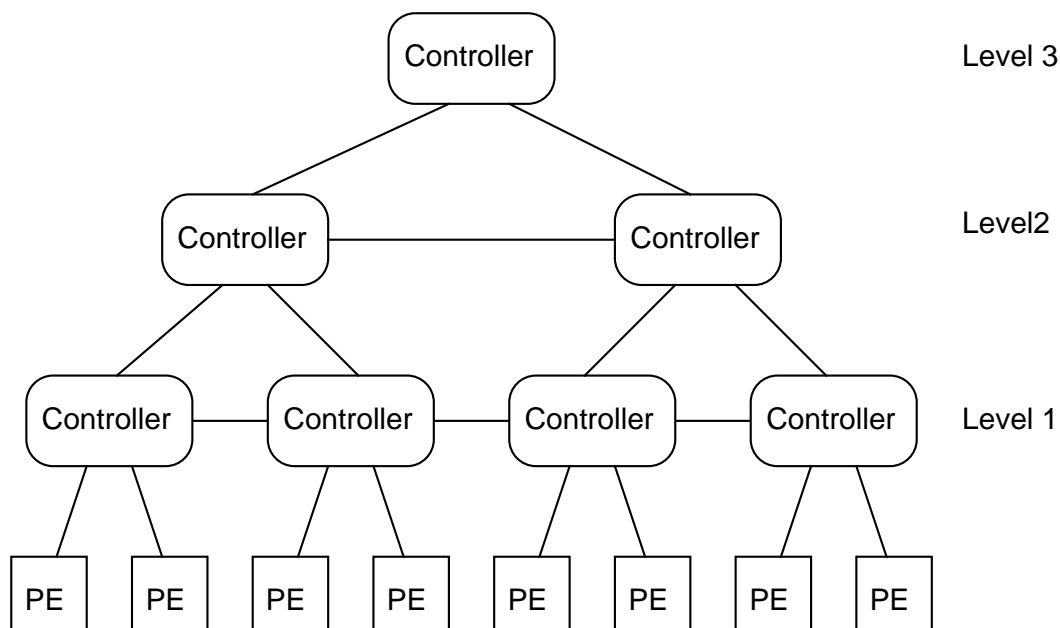 Controller Level 3
Controller Controller Level2
Controller Controller Controller Controller Level 1
PE PE PE PE PE PE PE PE